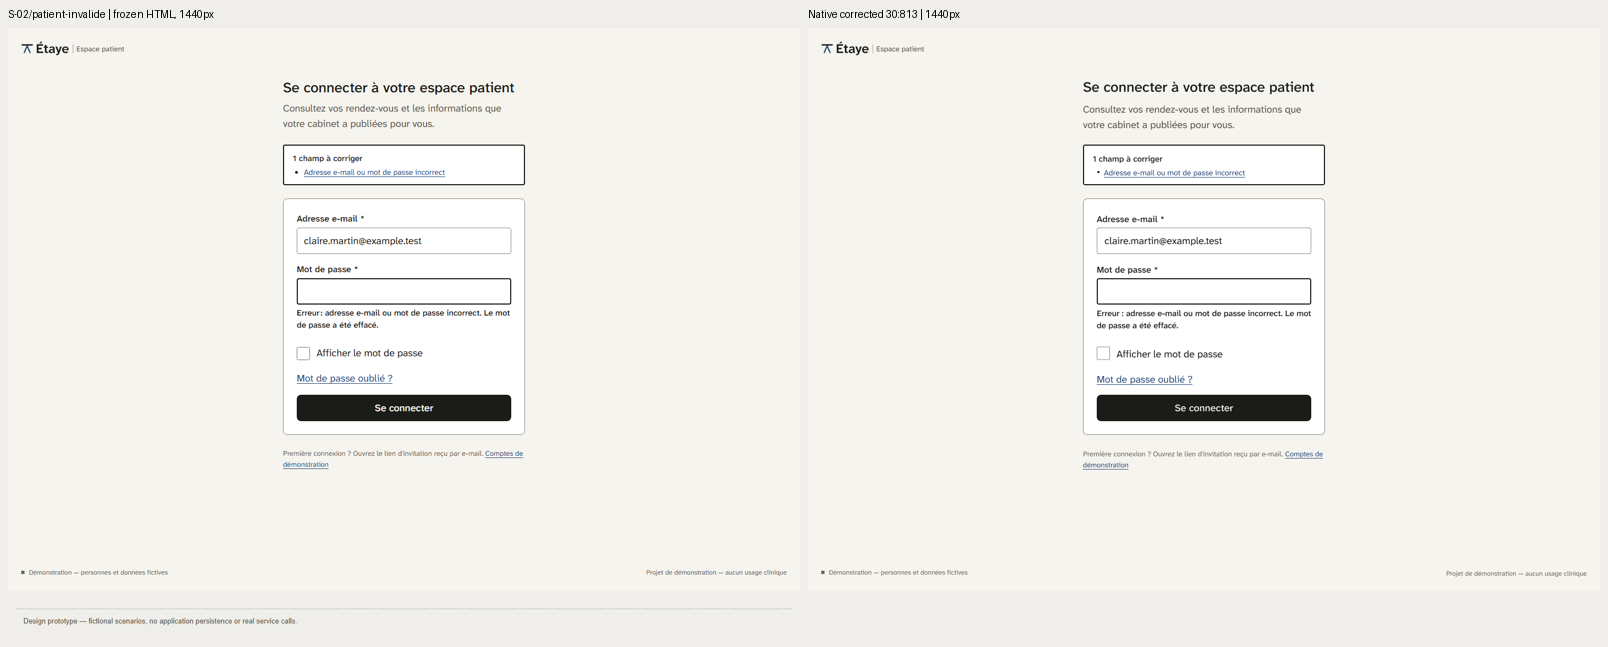 S-02/patient-invalide | frozen HTML, 1440px
Étaye | Espace patient
Se connecter à votre espace patient
Consultez vos rendez-vous et les informations que
votre cabinet a publiées pour vous.
1 champ à corriger
• Adresse e-mail ou mot de passe incorrect
Adresse e-mail *
claire.martin@example.test
Mot de passe *
Erreur : adresse e-mail ou mot de passe incorrect. Le mot
de passe a été effacé.
Afficher le mot de passe
Mot de passe oublié ?
Se connecter
Première connexion ? Ouvrez le lien d'invitation reçu par e-mail. Comptes de
démonstration
Démonstration — personnes et données fictives
Projet de démonstration — aucun usage clinique
Design prototype — fictional scenarios, no application persistence or real service calls.
Native corrected 30:813 | 1440px
Étaye | Espace patient
Se connecter à votre espace patient
Consultez vos rendez-vous et les informations que
votre cabinet a publiées pour vous.
1 champ à corriger
• Adresse e-mail ou mot de passe incorrect
Adresse e-mail *
claire.martin@example.test
Mot de passe *
Erreur : adresse e-mail ou mot de passe incorrect. Le mot
de passe a été effacé.
Afficher le mot de passe
Mot de passe oublié ?
Se connecter
Première connexion ? Ouvrez le lien d'invitation reçu par e-mail. Comptes de
démonstration
Démonstration — personnes et données fictives
Projet de démonstration — aucun usage clinique